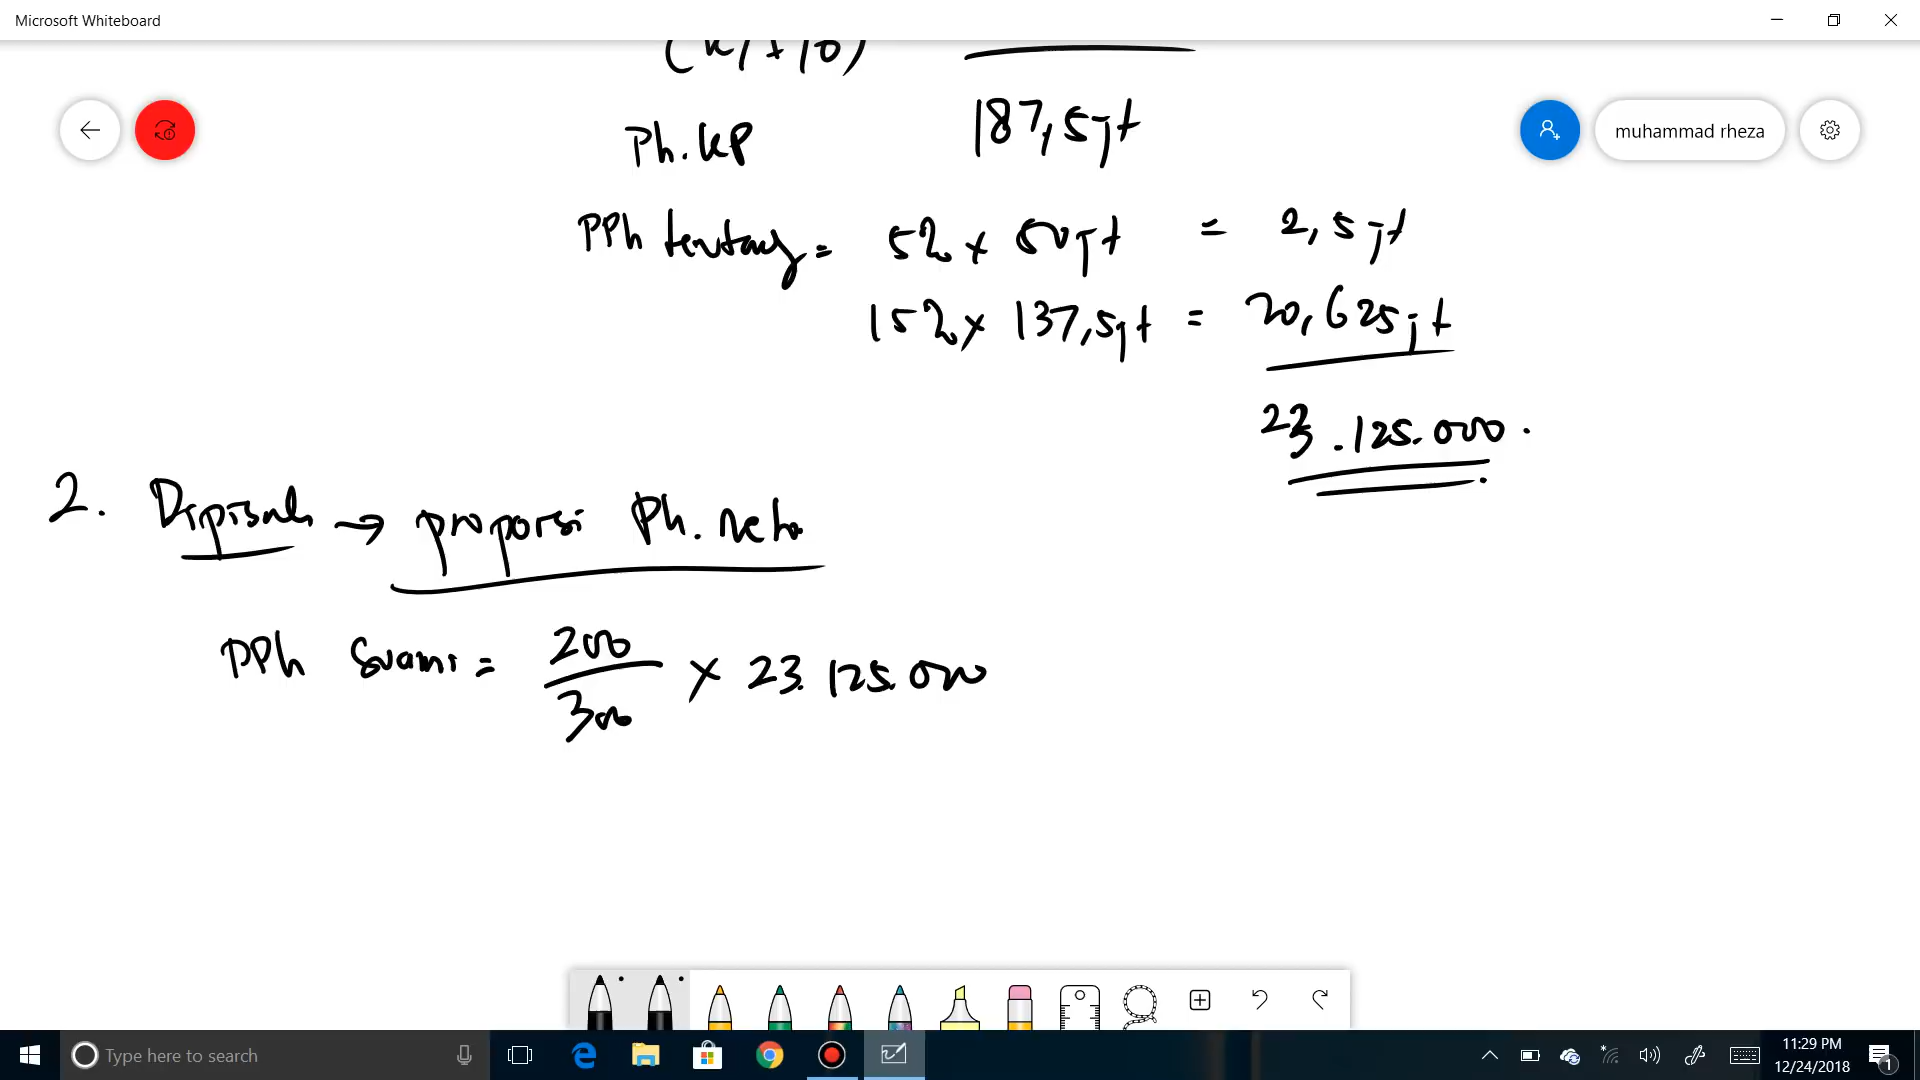 Microsoft Whiteboard
(K/I/0)
187,5jt
Ph.KP
muhammad rheza
PPh terutang = 5% x 50jt = 2,5jt
15% x 137,5jt = 20,625jt
23.125.000.
2. Dipisah → proporsi Ph. neto
PPh Suami = 200/300 x 23.125.000
Type here to search
11:29 PM
12/24/2018
1